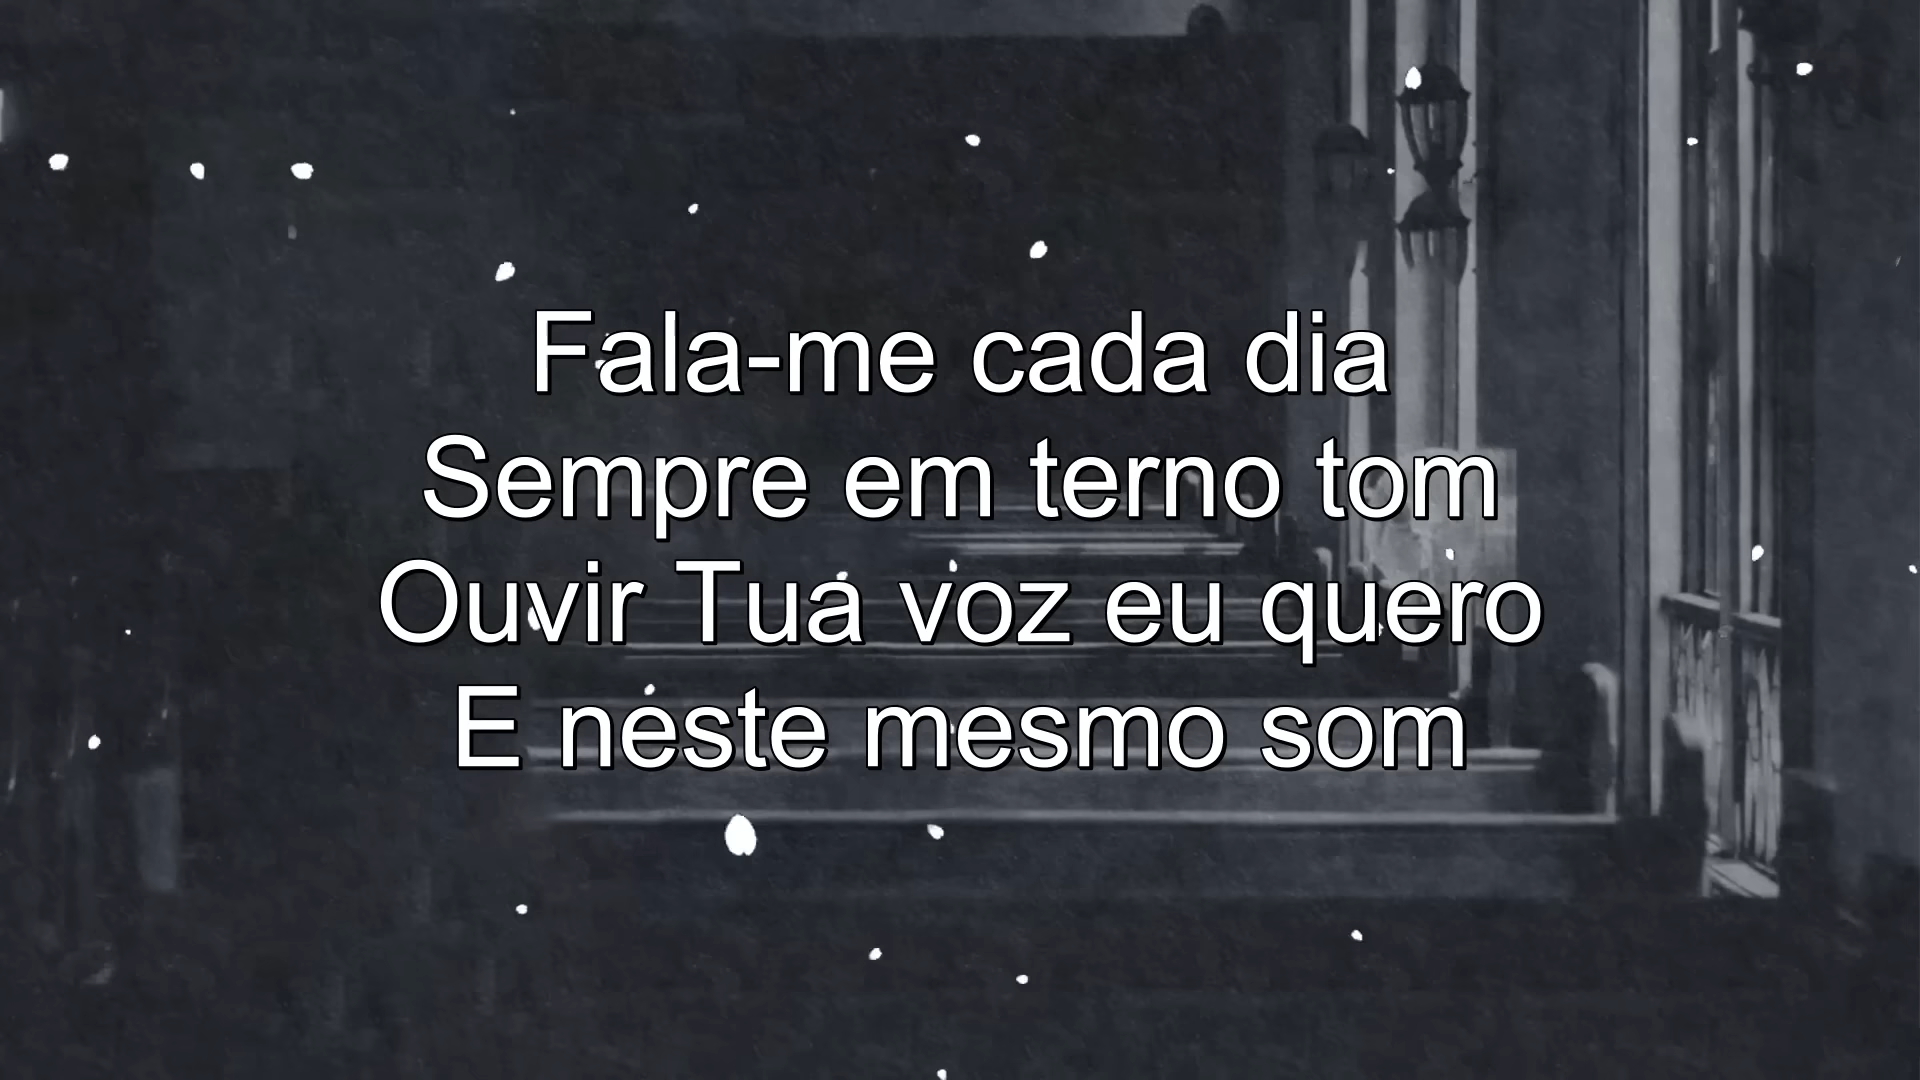 Fala-me cada dia
Sempre em terno tom
Ouvir Tua voz eu quero
E neste mesmo som